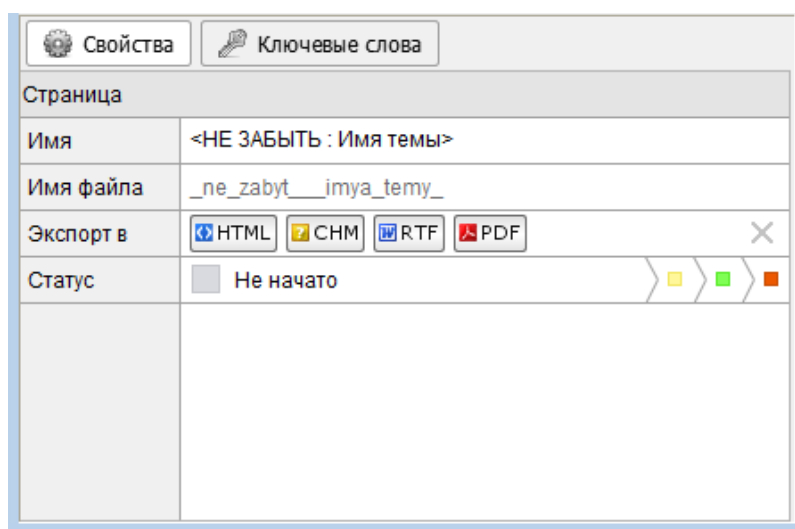 Свойства Ключевые слова
Страница
Имя <НЕ ЗАБЫТЬ : Имя темы>
Имя файла _ne_zabyt___imya_temy_
Экспорт в HTML CHM RTF PDF
Статус Не начато